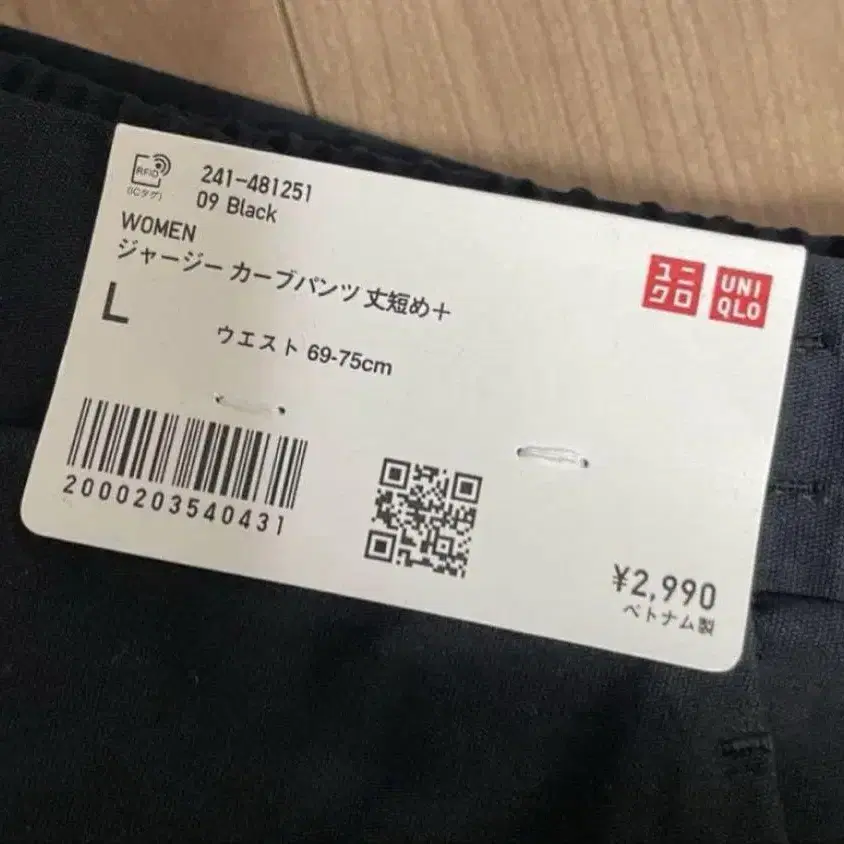 RFID
(ICタグ)
241-481251
09 Black
WOMEN
ジャージー カーブパンツ 丈短め+
L
ウエスト 69-75cm
ユニ
クロ
UNI
QLO
2000203540431
¥2,990
ベトナム製